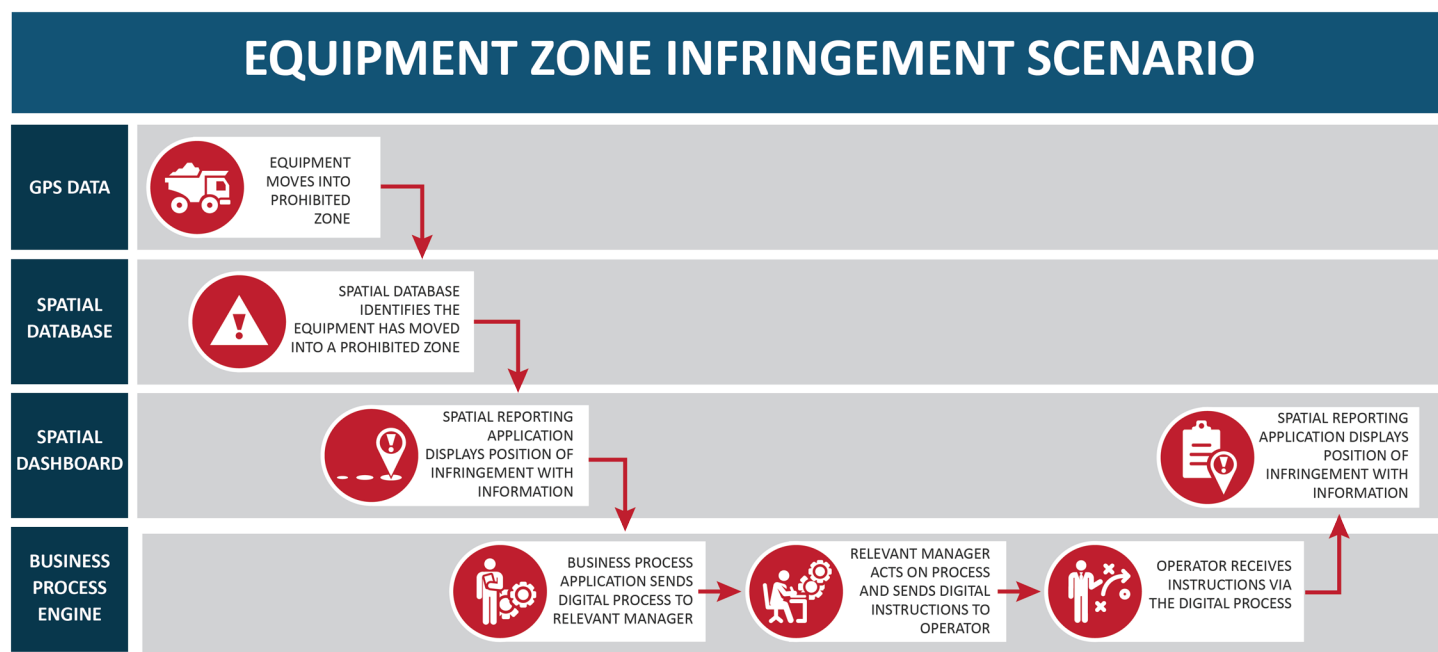 EQUIPMENT ZONE INFRINGEMENT SCENARIO
GPS DATA
EQUIPMENT
MOVES INTO
PROHIBITED
ZONE
SPATIAL
DATABASE
SPATIAL DATABASE
IDENTIFIES THE
EQUIPMENT HAS MOVED
INTO A PROHIBITED ZONE
SPATIAL
DASHBOARD
SPATIAL REPORTING
APPLICATION
DISPLAYS POSITION OF
INFRINGEMENT WITH
INFORMATION
SPATIAL REPORTING
APPLICATION DISPLAYS
POSITION OF
INFRINGEMENT WITH
INFORMATION
BUSINESS
PROCESS
ENGINE
BUSINESS PROCESS
APPLICATION SENDS
DIGITAL PROCESS TO
RELEVANT MANAGER
RELEVANT MANAGER
ACTS ON PROCESS
AND SENDS DIGITAL
INSTRUCTIONS TO
OPERATOR
OPERATOR RECEIVES
INSTRUCTIONS VIA
THE DIGITAL PROCESS